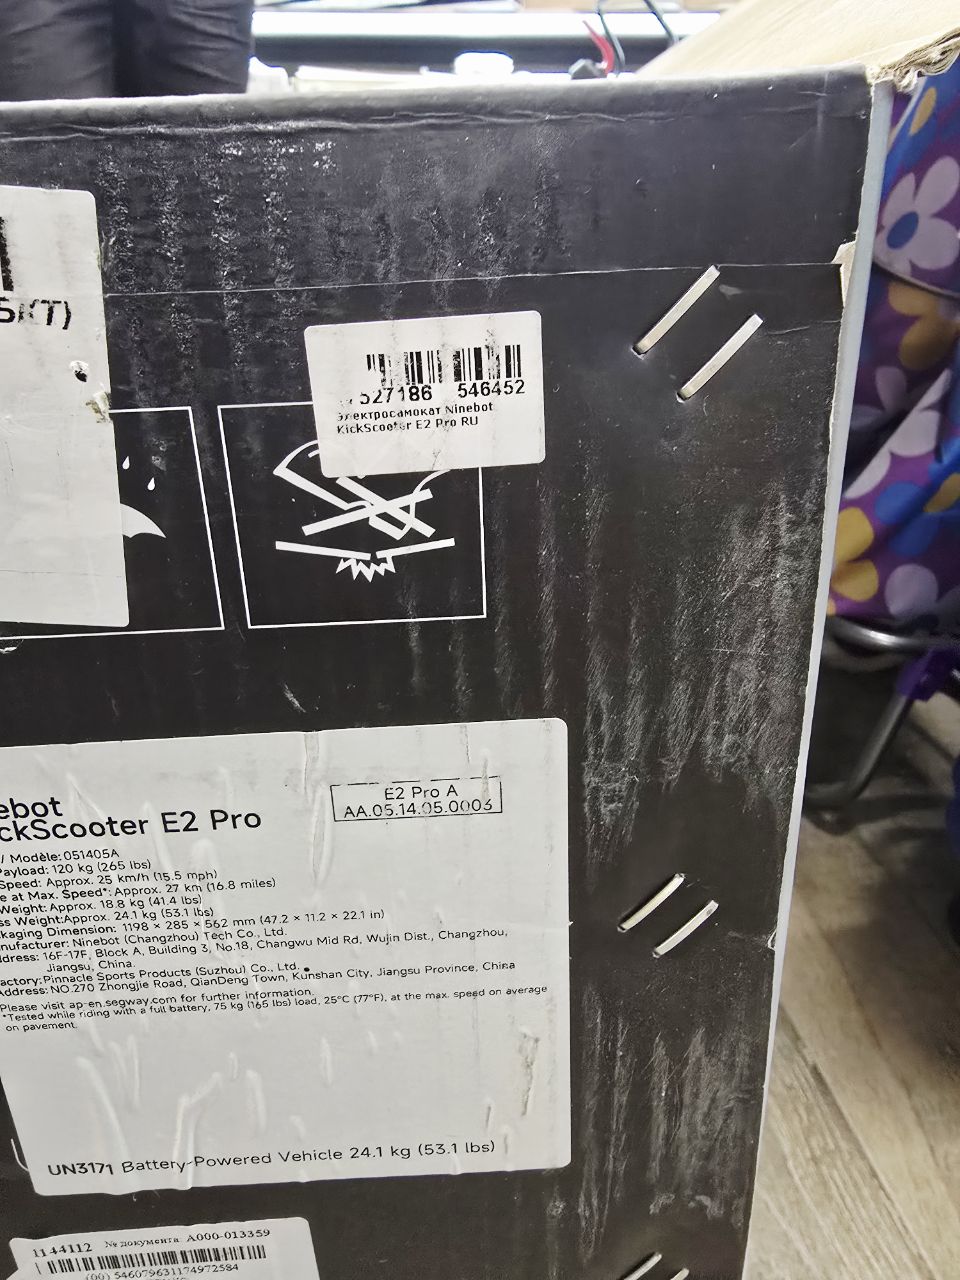 (T)
527186 546452
Электросамокат Ninebot
KickScooter E2 Pro RU
ebot
ckScooter E2 Pro
E2 Pro A
AA.05.14.05.0003
/ Modèle: 051405A
Payload: 120 kg (265 lbs)
Speed: Approx. 25 km/h (15.5 mph)
e at Max. Speed*: Approx. 27 km (16.8 miles)
Weight: Approx. 18.8 kg (41.4 lbs)
ss Weight:Approx. 24.1 kg (53.1 lbs)
kaging Dimension: 1198 × 285 × 562 mm (47.2 × 11.2 × 22.1 in)
nufacturer: Ninebot (Changzhou) Tech Co., Ltd.
ddress: 16F-17F, Block A, Building 3, No.18, Changwu Mid Rd, Wujin Dist., Changzhou,
Jiangsu, China.
actory: Pinnacle Sports Products (Suzhou) Co., Ltd.
Address: NO.270 Zhongjie Road, QianDeng Town, Kunshan City, Jiangsu Province, China
Please visit ap-en.segway.com for further information.
*Tested while riding with a full battery, 75 kg (165 lbs) load, 25°C (77°F), at the max. speed on average
on pavement.
UN3171 Battery-Powered Vehicle 24.1 kg (53.1 lbs)
1144112 № документа: A000-013359
(00) 546079631174972584